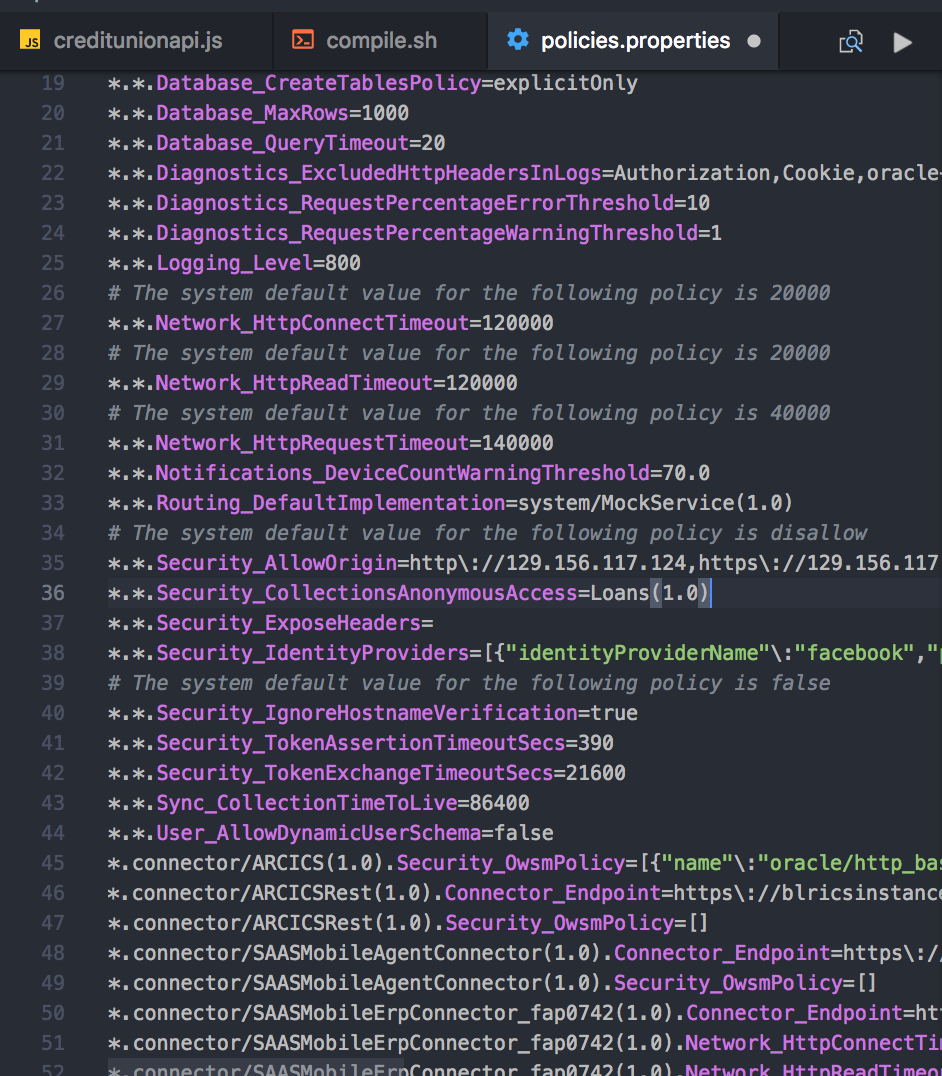 JS creditunionapi.js compile.sh policies.properties
19 *.*.Database_CreateTablesPolicy=explicitOnly
20 *.*.Database_MaxRows=1000
21 *.*.Database_QueryTimeout=20
22 *.*.Diagnostics_ExcludedHttpHeadersInLogs=Authorization,Cookie,oracle-
23 *.*.Diagnostics_RequestPercentageErrorThreshold=10
24 *.*.Diagnostics_RequestPercentageWarningThreshold=1
25 *.*.Logging_Level=800
26 # The system default value for the following policy is 20000
27 *.*.Network_HttpConnectTimeout=120000
28 # The system default value for the following policy is 20000
29 *.*.Network_HttpReadTimeout=120000
30 # The system default value for the following policy is 40000
31 *.*.Network_HttpRequestTimeout=140000
32 *.*.Notifications_DeviceCountWarningThreshold=70.0
33 *.*.Routing_DefaultImplementation=system/MockService(1.0)
34 # The system default value for the following policy is disallow
35 *.*.Security_AllowOrigin=http\://129.156.117.124,https\://129.156.117
36 *.*.Security_CollectionsAnonymousAccess=Loans(1.0)
37 *.*.Security_ExposeHeaders=
38 *.*.Security_IdentityProviders=[{"identityProviderName"\:"facebook","
39 # The system default value for the following policy is false
40 *.*.Security_IgnoreHostnameVerification=true
41 *.*.Security_TokenAssertionTimeoutSecs=390
42 *.*.Security_TokenExchangeTimeoutSecs=21600
43 *.*.Sync_CollectionTimeToLive=86400
44 *.*.User_AllowDynamicUserSchema=false
45 *.connector/ARCICS(1.0).Security_OwsmPolicy=[{"name"\:"oracle/http_bas
46 *.connector/ARCICSRest(1.0).Connector_Endpoint=https\://blricsinstance
47 *.connector/ARCICSRest(1.0).Security_OwsmPolicy=[]
48 *.connector/SAASMobileAgentConnector(1.0).Connector_Endpoint=https\://
49 *.connector/SAASMobileAgentConnector(1.0).Security_OwsmPolicy=[]
50 *.connector/SAASMobileErpConnector_fap0742(1.0).Connector_Endpoint=htt
51 *.connector/SAASMobileErpConnector_fap0742(1.0).Network_HttpConnectTim
52 *.connector/SAASMobileErpConnector_fap0742(1.0).Network_HttpReadTimeo